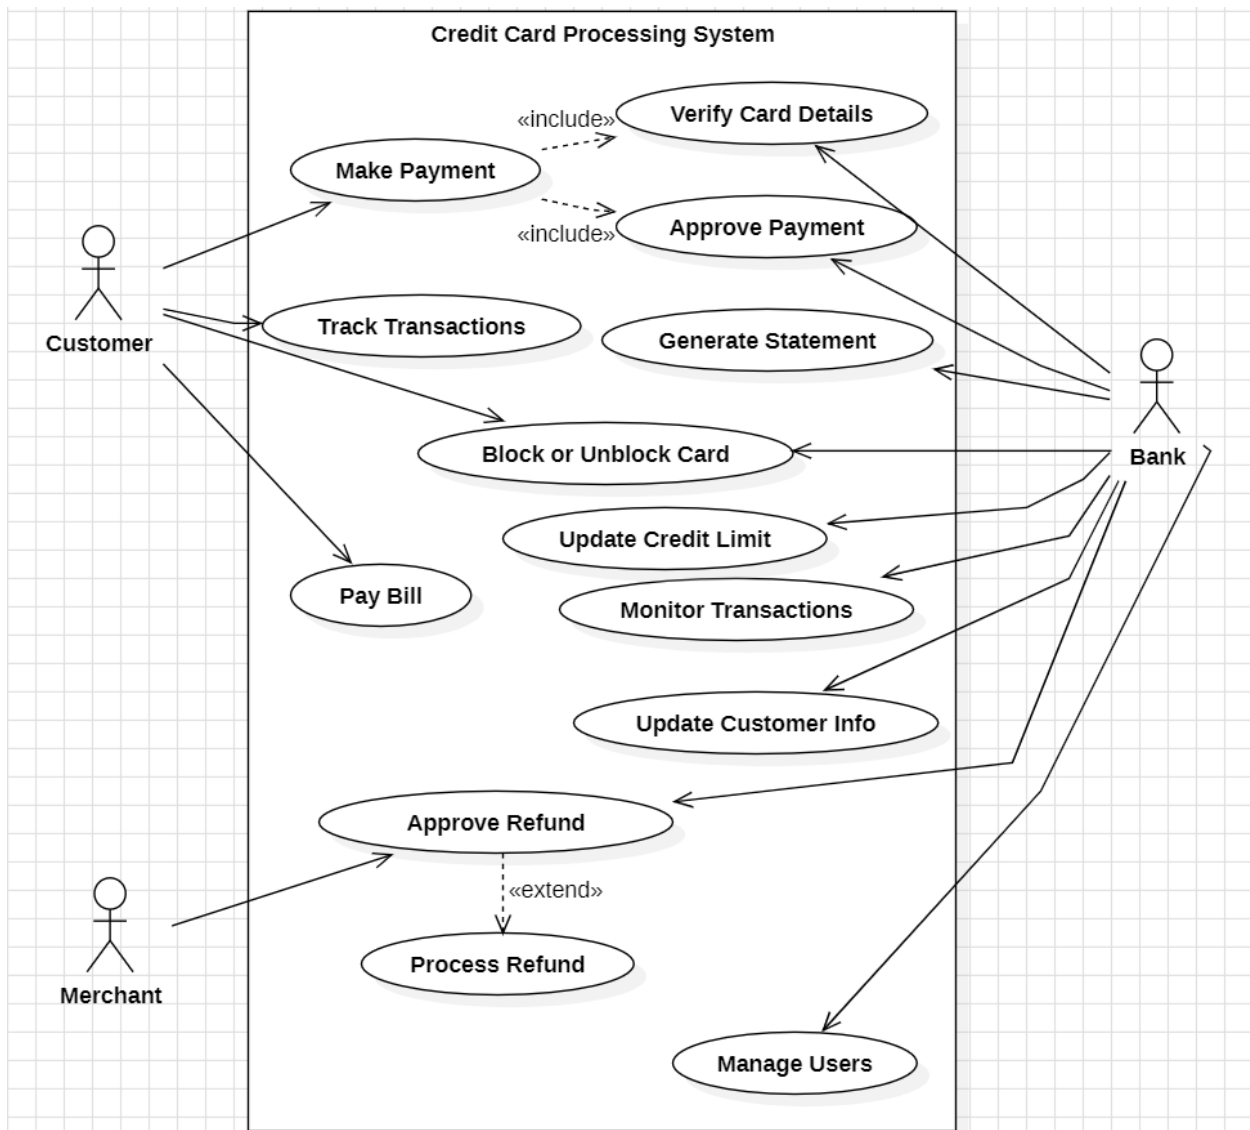 Credit Card Processing System
«include»
Verify Card Details
Make Payment
Approve Payment
«include»
Customer
Track Transactions
Generate Statement
Bank
Block or Unblock Card
Update Credit Limit
Pay Bill
Monitor Transactions
Update Customer Info
Approve Refund
«extend»
Process Refund
Merchant
Manage Users